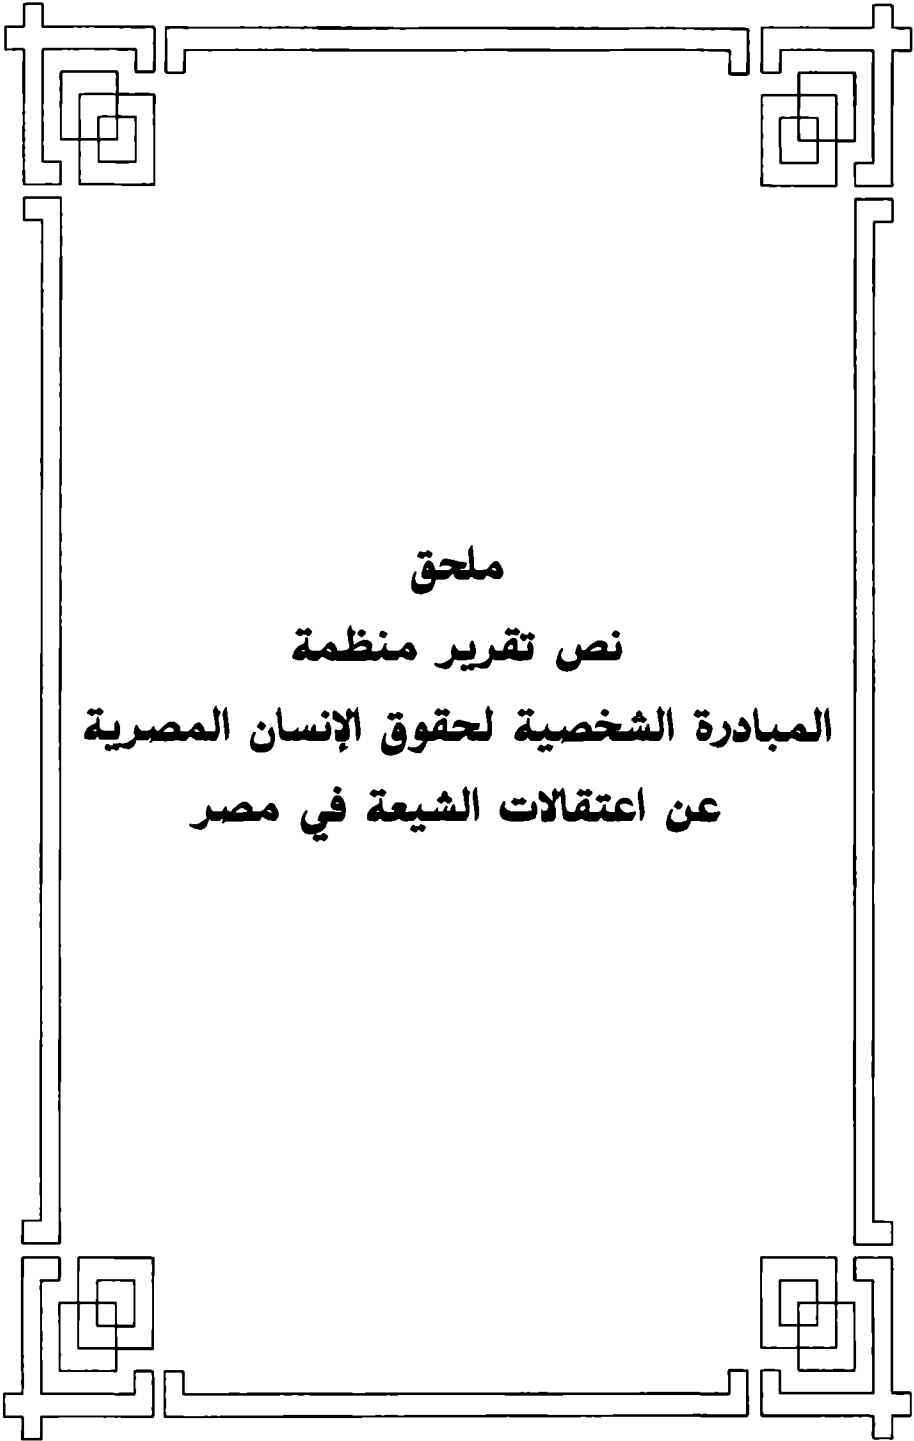 ملحق
نص تقرير منظمة
المبادرة الشخصية لحقوق الإنسان المصرية
عن اعتقالات الشيعة في مصر